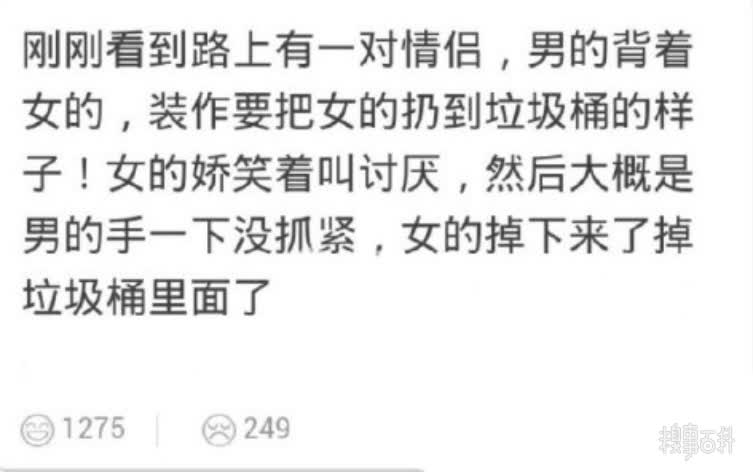 刚刚看到路上有一对情侣，男的背着
女的，装作要把女的扔到垃圾桶的样
子！女的娇笑着叫讨厌，然后大概是
男的手一下没抓紧，女的掉下来了掉
垃圾桶里面了
1275 249